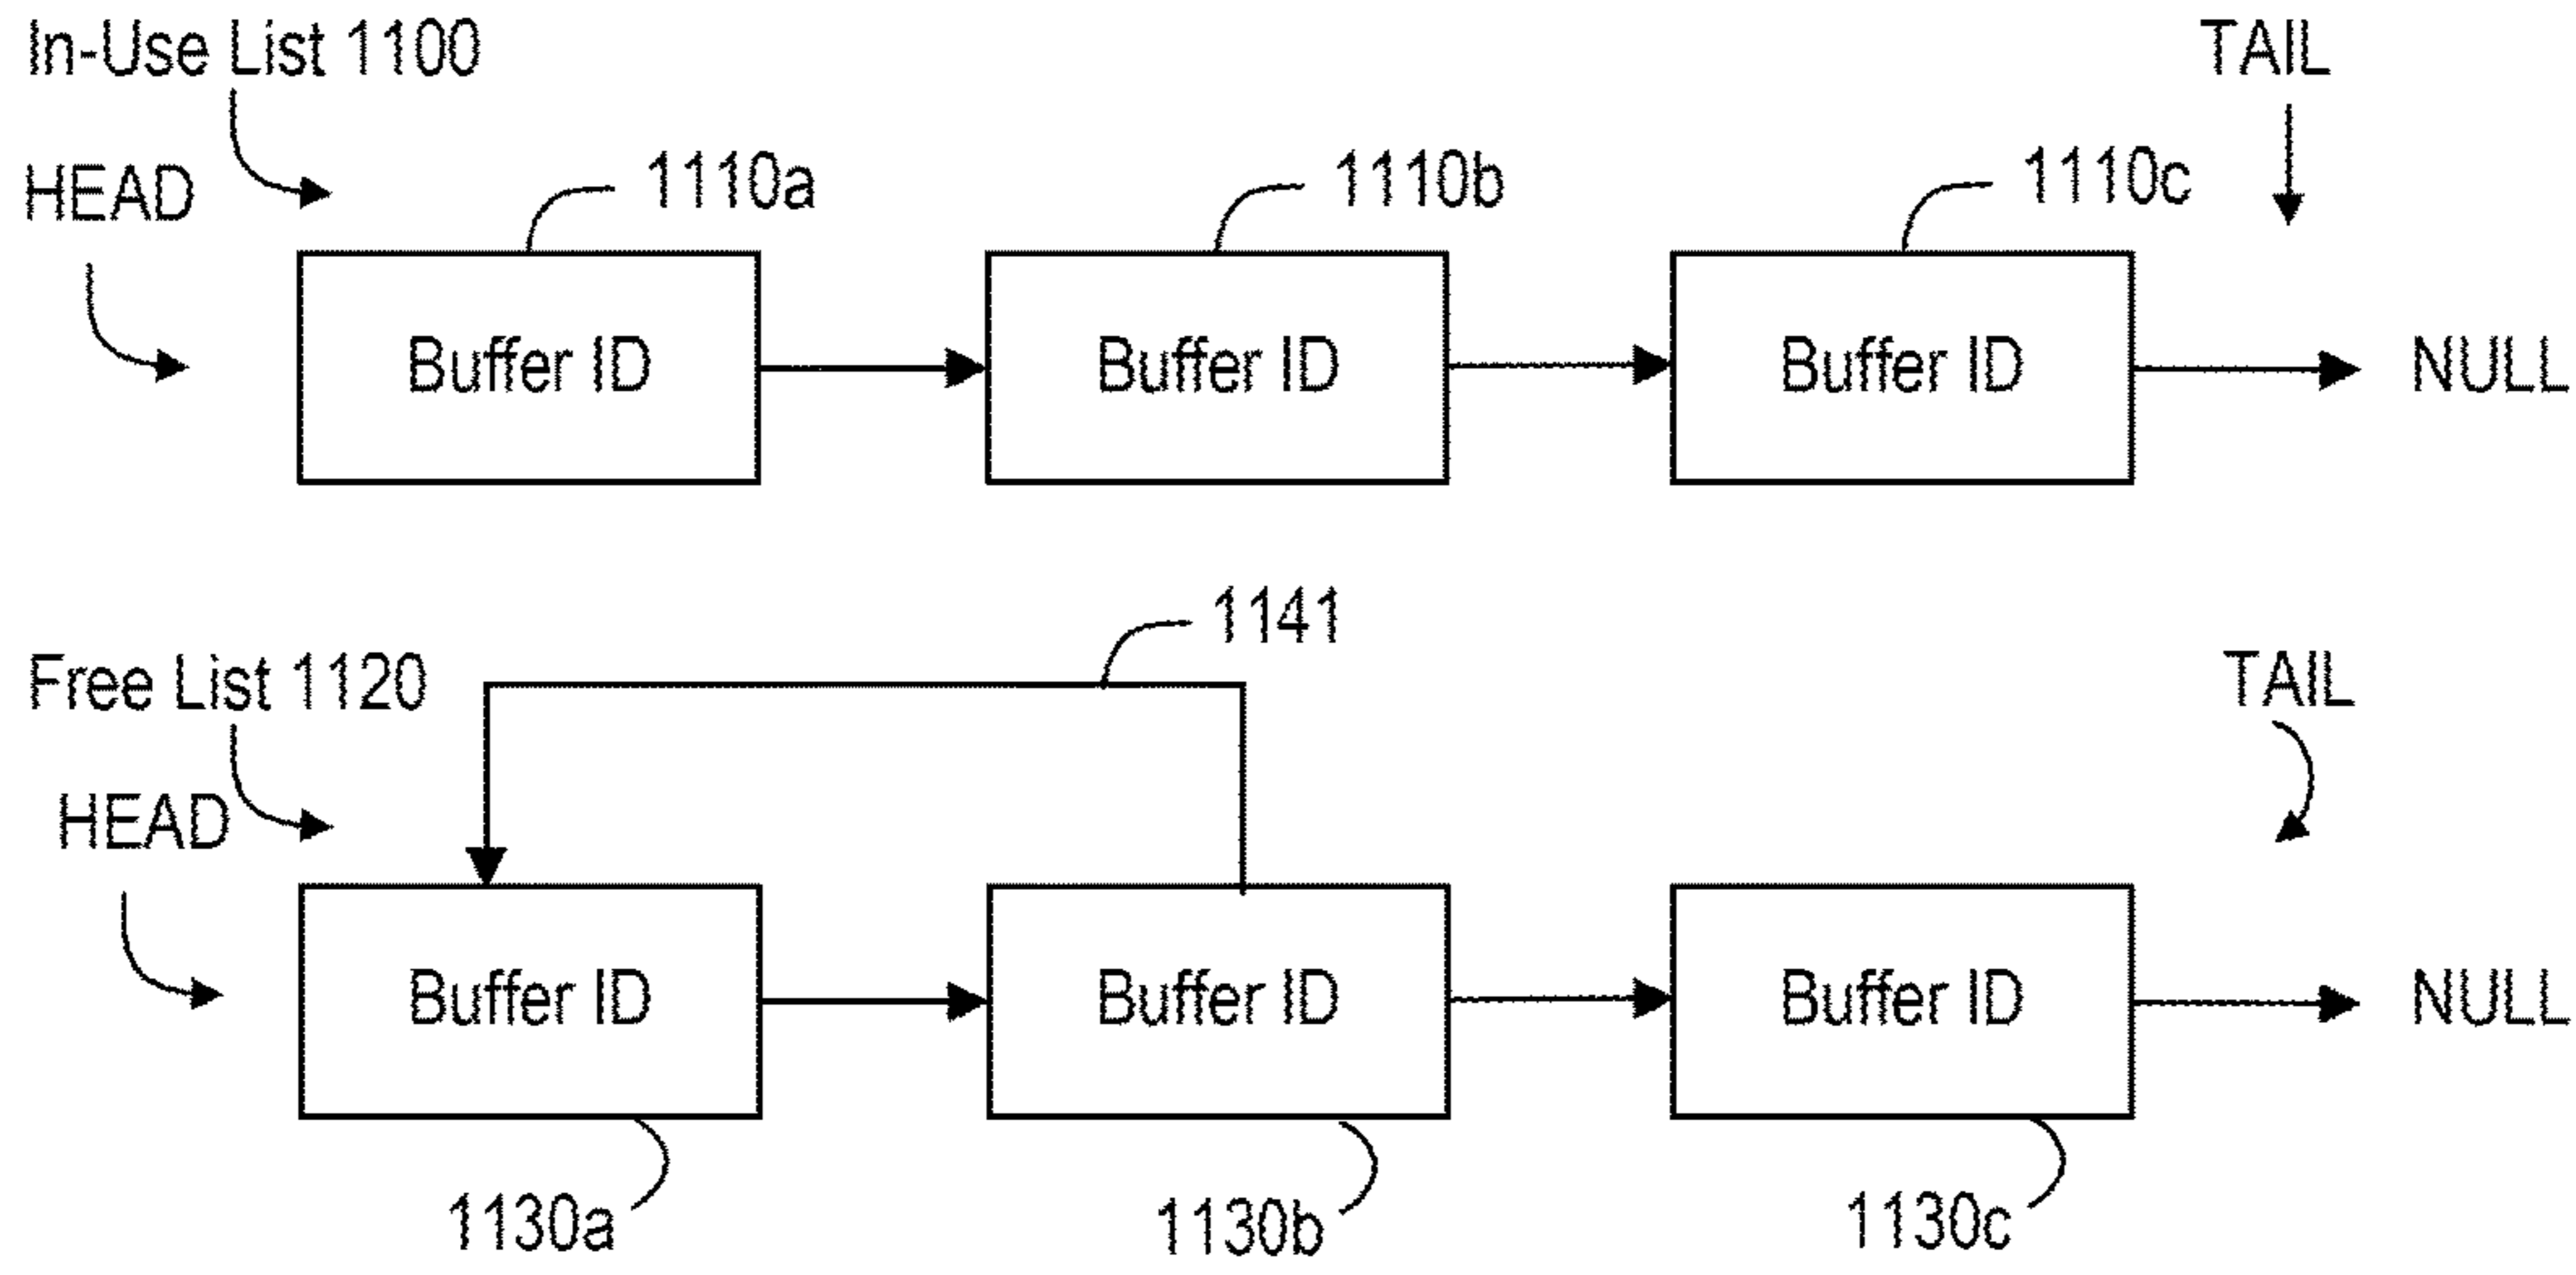 In-Use List 1100
TAIL
HEAD
1110a
1110b
1110c
Buffer ID
Buffer ID
Buffer ID
NULL
1141
Free List 1120
TAIL
HEAD
Buffer ID
Buffer ID
Buffer ID
NULL
1130a
1130b
1130c